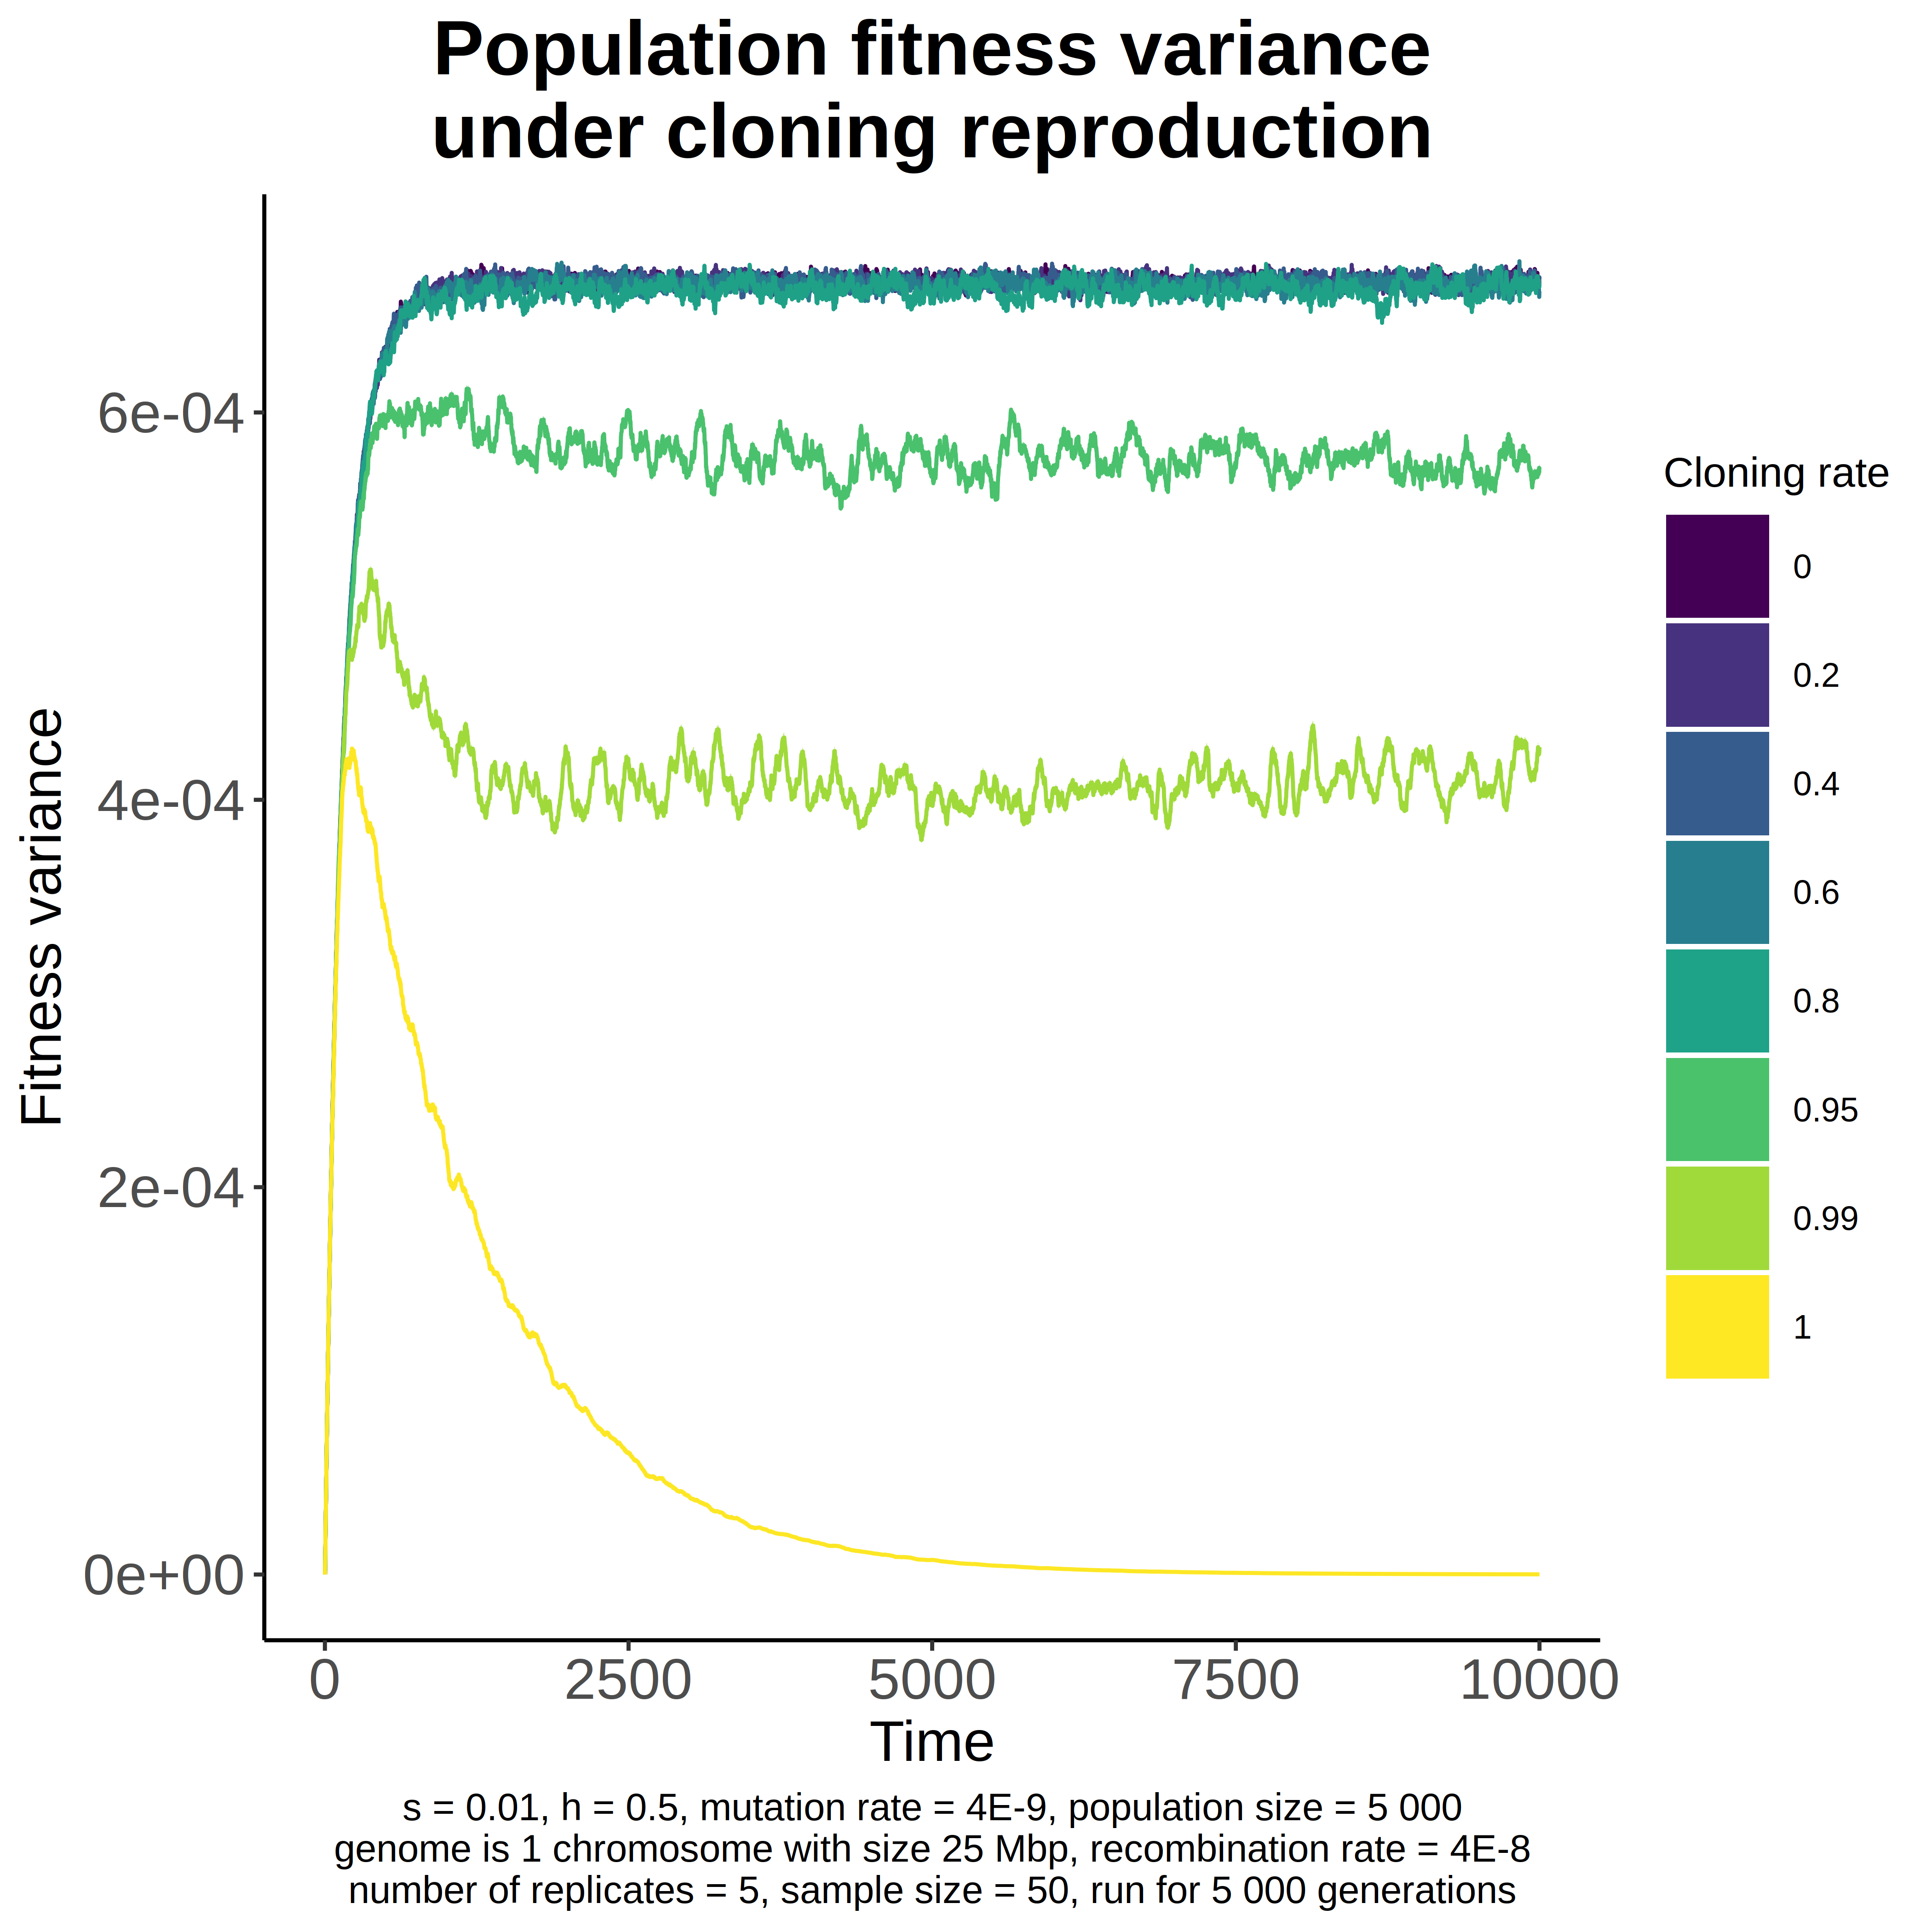 Population fitness variance
under cloning reproduction
Fitness variance
6e-04
4e-04
2e-04
0e+00
0
2500
5000
7500
10000
Time
Cloning rate
0
0.2
0.4
0.6
0.8
0.95
0.99
1
s = 0.01, h = 0.5, mutation rate = 4E-9, population size = 5 000
genome is 1 chromosome with size 25 Mbp, recombination rate = 4E-8
number of replicates = 5, sample size = 50, run for 5 000 generations